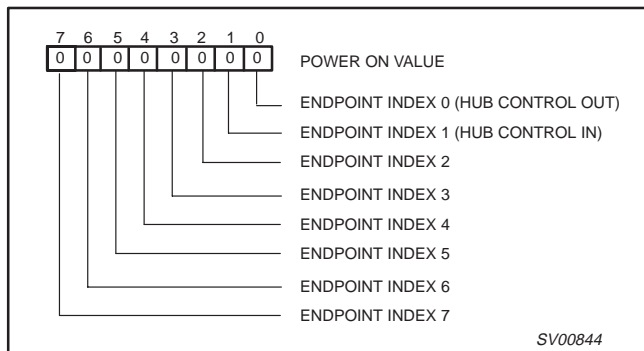 7 6 5 4 3 2 1 0
0 0 0 0 0 0 0 0 POWER ON VALUE
ENDPOINT INDEX 0 (HUB CONTROL OUT)
ENDPOINT INDEX 1 (HUB CONTROL IN)
ENDPOINT INDEX 2
ENDPOINT INDEX 3
ENDPOINT INDEX 4
ENDPOINT INDEX 5
ENDPOINT INDEX 6
ENDPOINT INDEX 7
SV00844